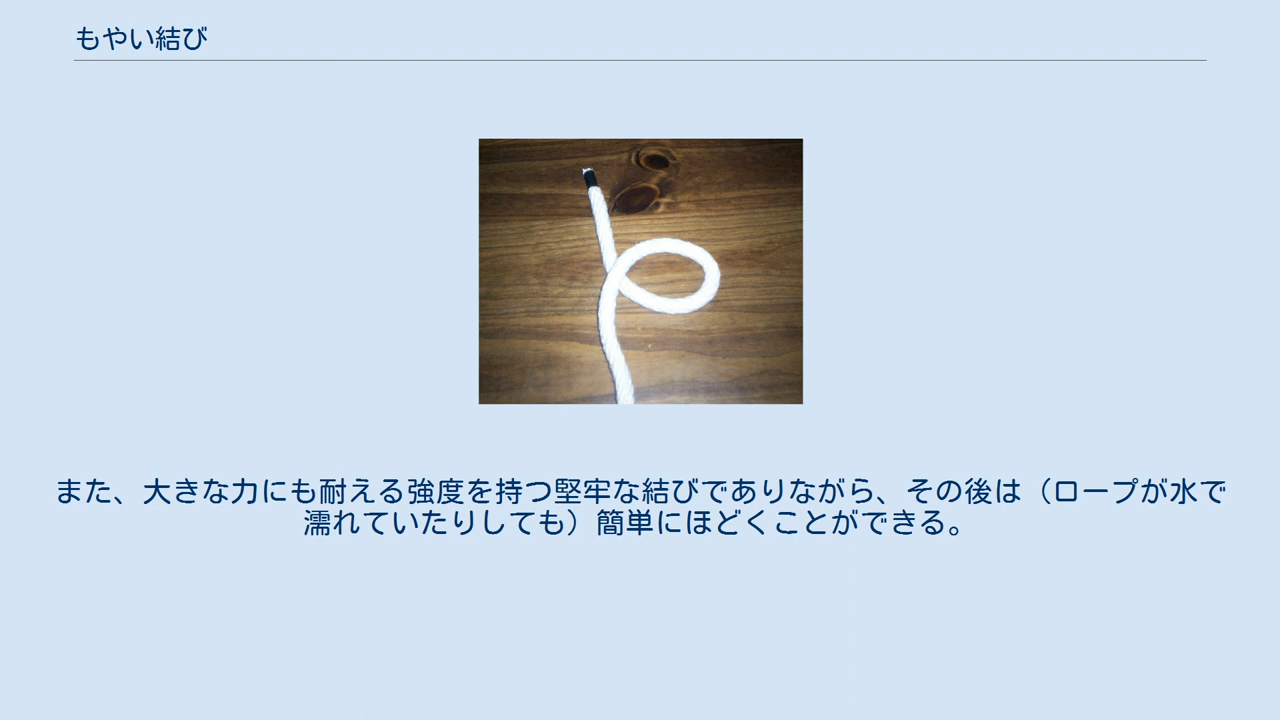 もやい結び
また、大きな力にも耐える強度を持つ堅牢な結びでありながら、その後は（ロープが水で
濡れていたりしても）簡単にほどくことができる。